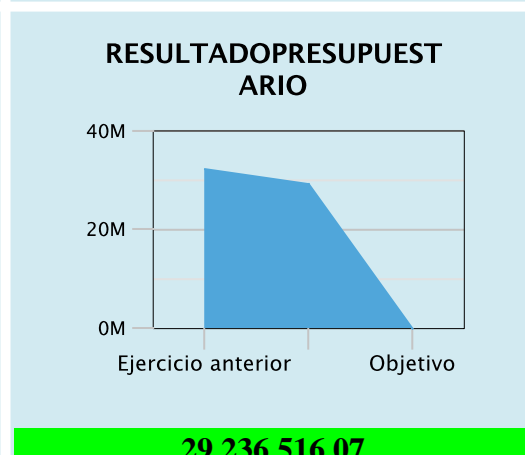 RESULTADOPRESUPUEST
ARIO
40M
20M
0M
Ejercicio anterior
Objetivo
29.236.516,07